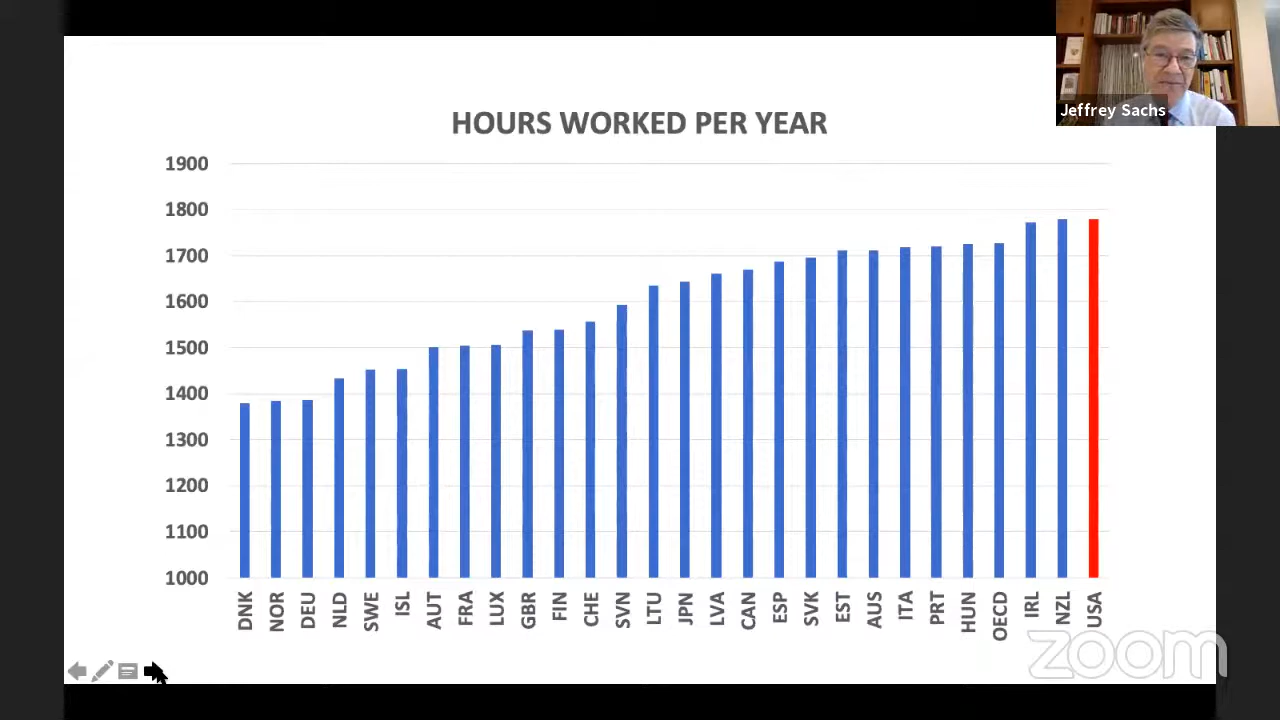 Jeffrey Sachs
HOURS WORKED PER YEAR
1900
1800
1700
1600
1500
1400
1300
1200
1100
1000
DNK NOR DEU NLD SWE ISL AUT FRA LUX GBR FIN CHE SVN LTU JPN LVA CAN ESP SVK EST AUS ITA PRT HUN OECD IRL NZL USA
zoom